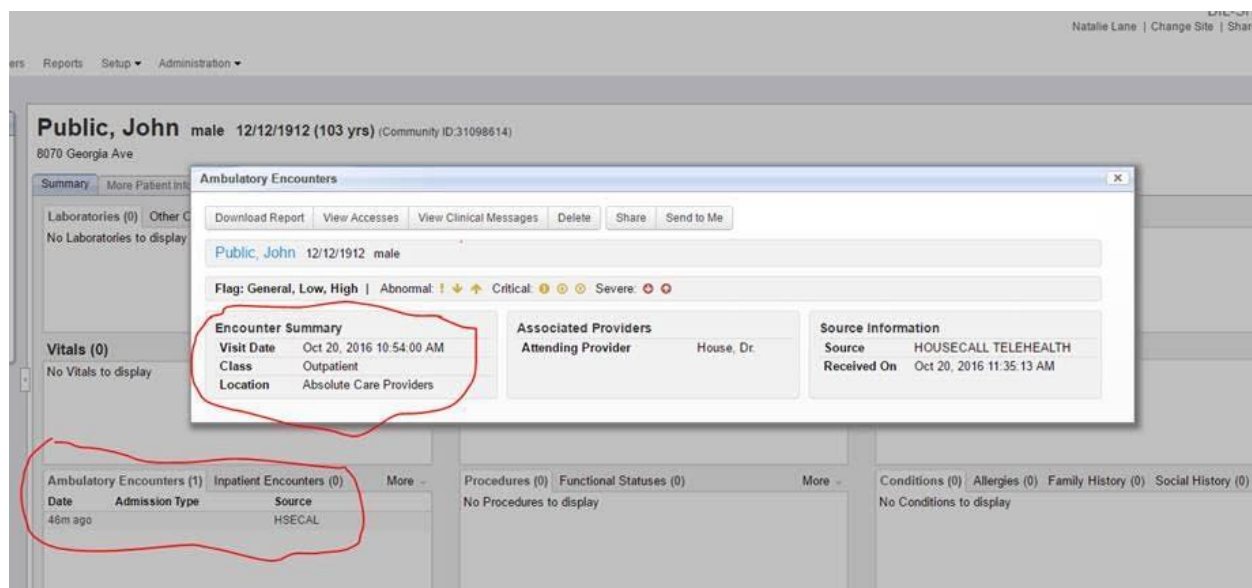 Natalie Lane | Change Site | Shar
ers Reports Setup Administration
Public, John male 12/12/1912 (103 yrs) (Community ID:31098614)
8070 Georgia Ave
Summary More Patient Info
Ambulatory Encounters
Laboratories (0) Other C
No Laboratories to display
Download Report View Accesses View Clinical Messages Delete Share Send to Me
Public, John 12/12/1912 male
Flag: General, Low, High | Abnormal: Critical: Severe:
Encounter Summary
Visit Date Oct 20, 2016 10:54:00 AM
Class Outpatient
Location Absolute Care Providers
Associated Providers
Attending Provider House, Dr.
Source Information
Source HOUSECALL TELEHEALTH
Received On Oct 20, 2016 11:35:13 AM
Vitals (0)
No Vitals to display
Ambulatory Encounters (1) Inpatient Encounters (0) More
Date Admission Type Source
46m ago HSECAL
Procedures (0) Functional Statuses (0) More
No Procedures to display
Conditions (0) Allergies (0) Family History (0) Social History (0)
No Conditions to display